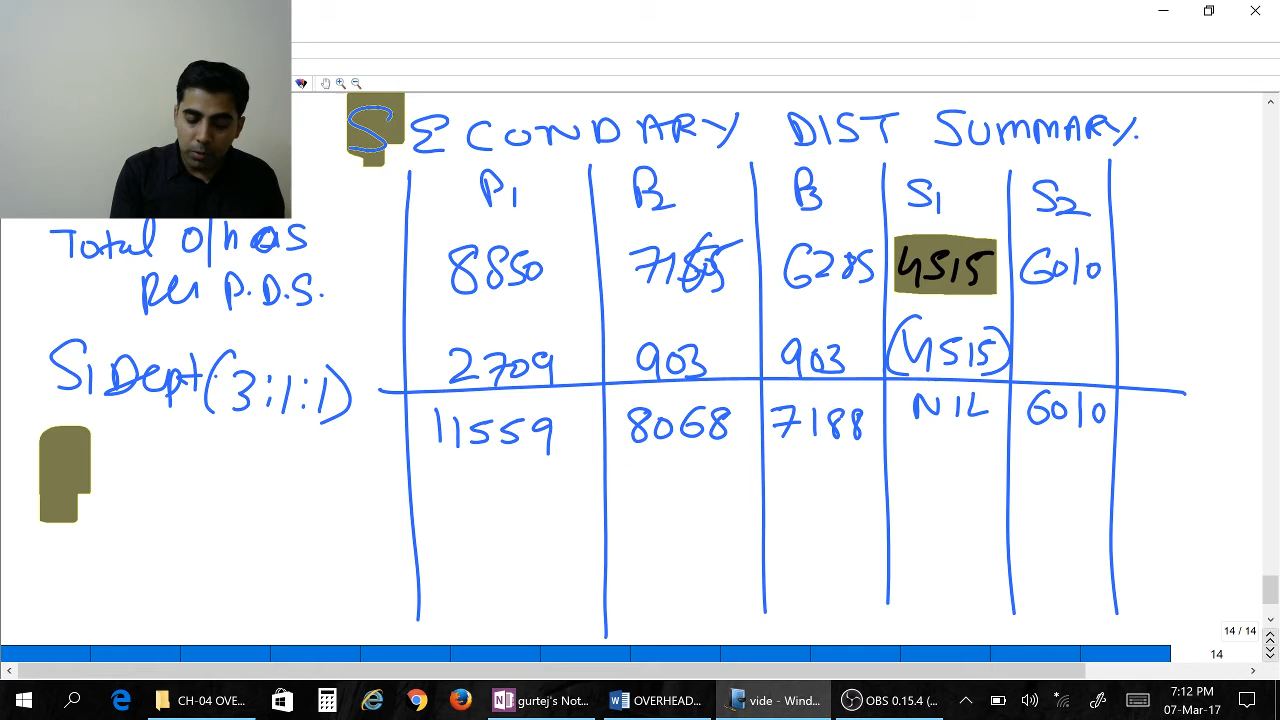 SECONDARY DIST SUMMARY.
P1 P2 P3 S1 S2
Total o/h as 8850 7165 6285 4515 6010
per P.D.S.
S1 Dept (3:1:1) 2709 903 903 (4515)
11559 8068 7188 NIL 6010
14 / 14
14
CH-04 OVE...
gurtej's Not...
OVERHEAD...
vide - Wind...
OBS 0.15.4 (...
7:12 PM
07-Mar-17